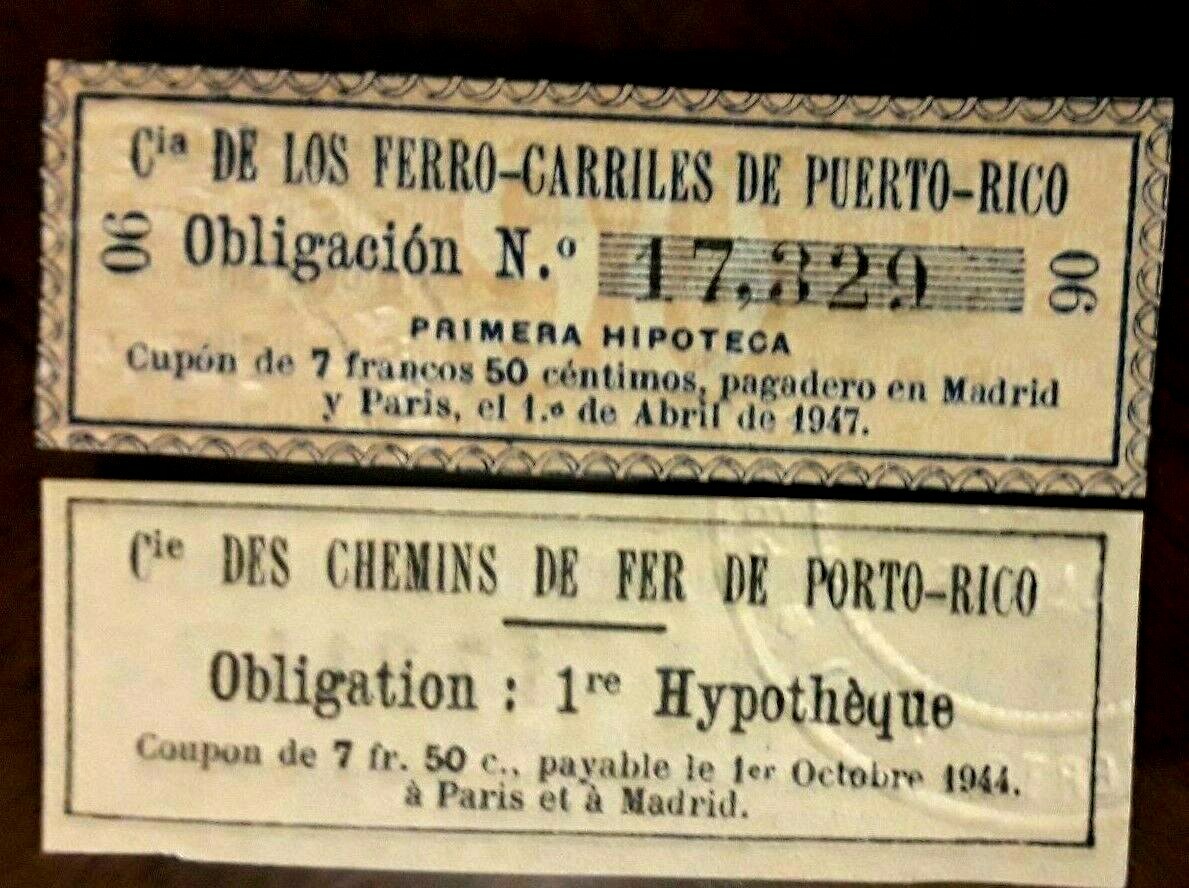 Cia DE LOS FERRO-CARRILES DE PUERTO-RICO
90 Obligación N.º 17,329 90
PRIMERA HIPOTECA
Cupón de 7 francos 50 céntimos, pagadero en Madrid
y Paris, el 1.º de Abril de 1947.
Cie DES CHEMINS DE FER DE PORTO-RICO
Obligation : 1re Hypothèque
Coupon de 7 fr. 50 c., payable le 1er Octobre 1944.
à Paris et à Madrid.